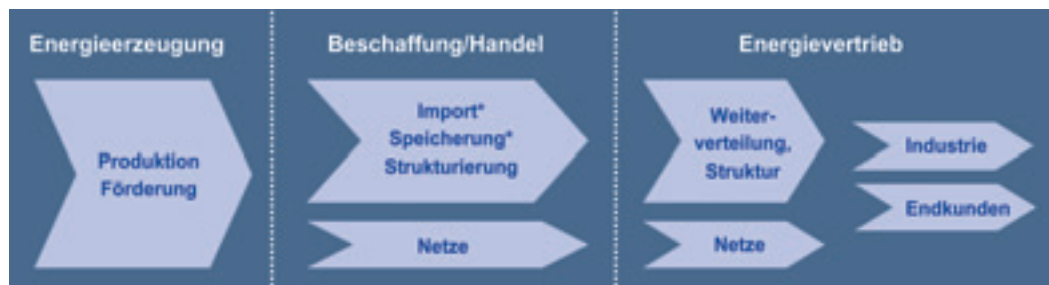 Energieerzeugung
Produktion
Förderung
Beschaffung/Handel
Import*
Speicherung*
Strukturierung
Netze
Energievertrieb
Weiter-
verteilung,
Struktur
Netze
Industrie
Endkunden